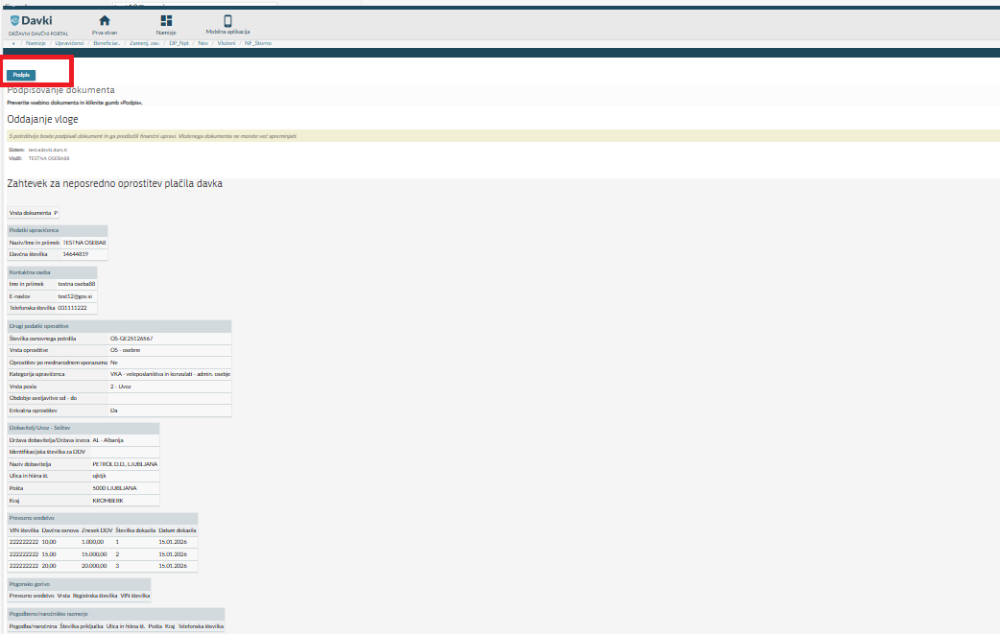 Davki
DRŽAVNI DAVČNI PORTAL
Prva stran
Namizje
Mobilna aplikacija
Namizje / Upravičenci / Beneficiar... / Zamenj. zav. / DP_Npt / Nov / Vloženi / NF_Storno
Podpis
Podpisovanje dokumenta
Preverite vsebino dokumenta in kliknite gumb »Podpis«.
Oddajanje vloge
S potrditvijo boste podpisali dokument in ga predložili finančni upravi. Vloženega dokumenta ne morete več spreminjati.
Sistem: test.edavki.durs.si
Vložil: TESTNA OSEBA88
Zahtevek za neposredno oprostitev plačila davka
Vrsta dokumenta P
Podatki upravičenca
Naziv/Ime in priimek TESTNA OSEBA8
Davčna številka 14644819
Kontaktna oseba
Ime in priimek testna oseba88
E-naslov test12@gov.si
Telefonska številka 031111222
Drugi podatki oprostitve
Številka osnovnega potrdila OS-GE25126567
Vrsta oprostitve OS - osebne
Oprostitev po mednarodnem sporazumu Ne
Kategorija upravičenca VKA - veleposlaništva in konzulati - admin. osebje
Vrsta posla 2 - Uvoz
Obdobje uveljavitve od - do
Enkratna oprostitev Da
Dobavitelj/Uvoz - Selitev
Država dobavitelja/Država izvora AL - Albanija
Identifikacijska številka za DDV
Naziv dobavitelja PETROL D.D., LJUBLJANA
Ulica in hišna št. ujktjk
Pošta 5000 LJUBLJANA
Kraj KROMBERK
Prevozno sredstvo
VIN številka Davčna osnova Znesek DDV Številka dokazila Datum dokazila
222222222 10,00 1.000,00 1 15.01.2026
222222222 15,00 15.000,00 2 15.01.2026
222222222 20,00 20.000,00 3 15.01.2026
Pogonsko gorivo
Prevozno sredstvo Vrsta Registrska številka VIN številka
Pogodbeno/naročniško razmerje
Pogodba/naročnina Številka priključka Ulica in hišna št. Pošta Kraj Telefonska številka